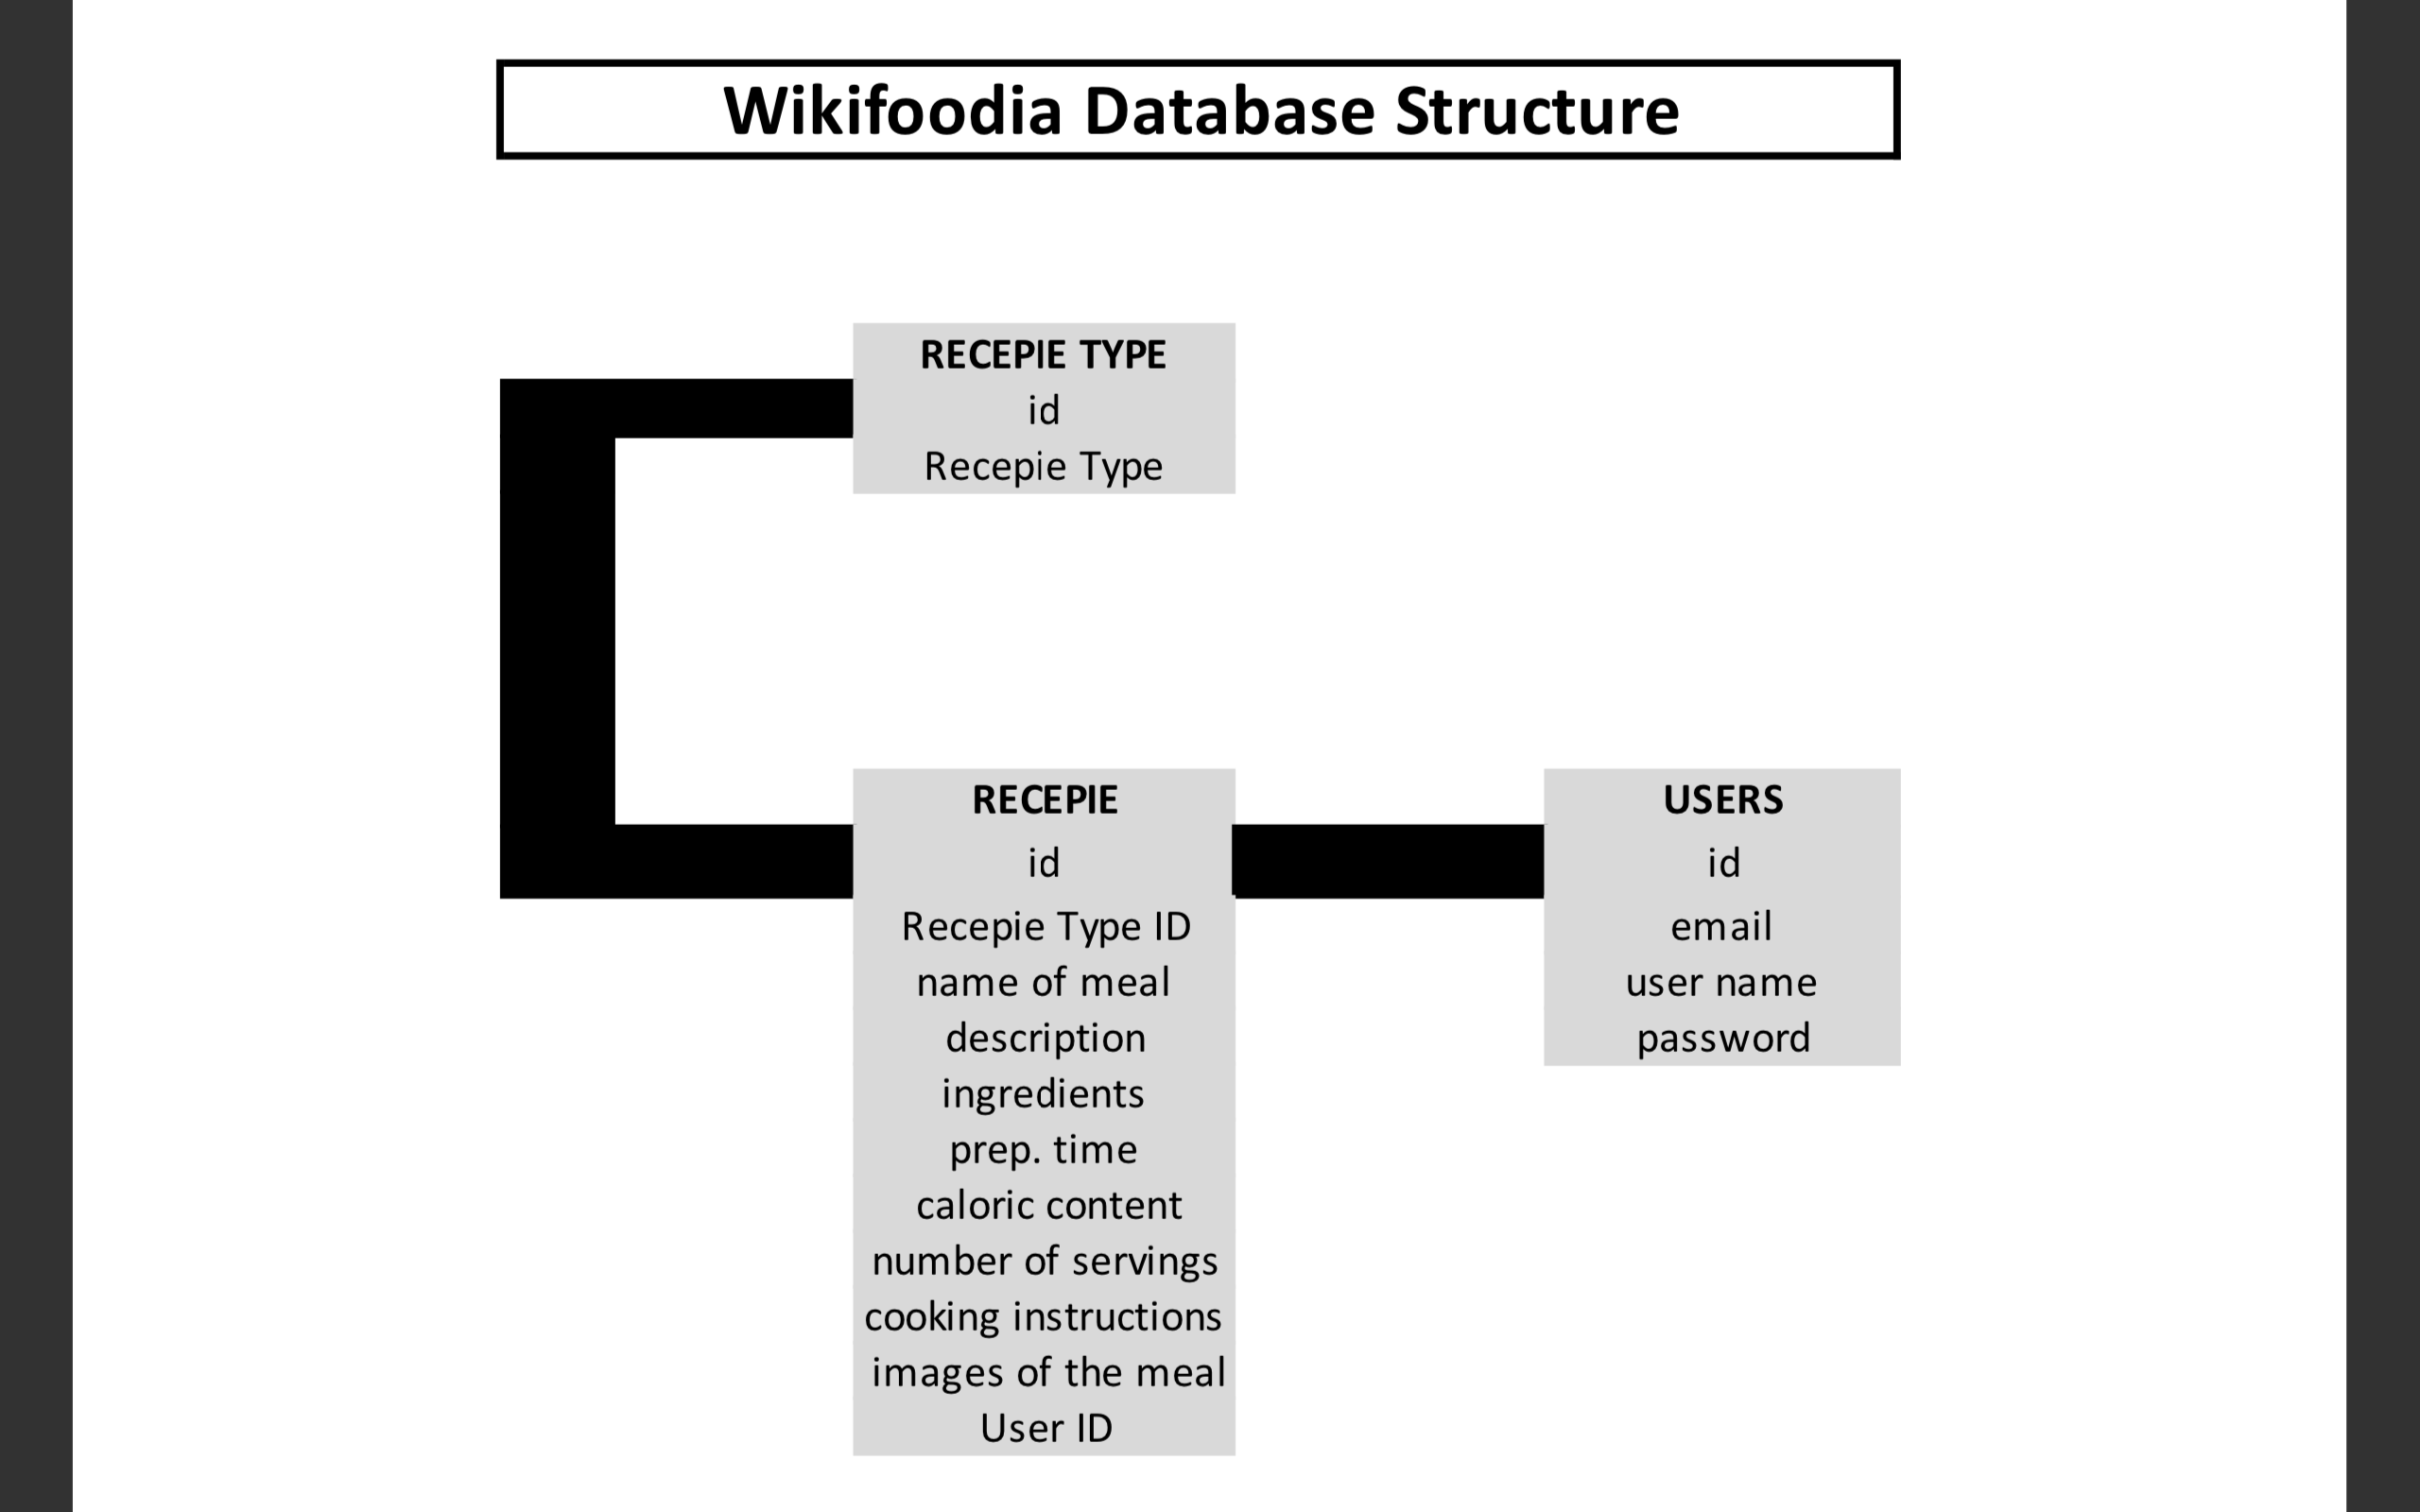 Wikifoodia Database Structure
RECEPIE TYPE
id
Recepie Type
RECEPIE
id
Recepie Type ID
name of meal
description
ingredients
prep. time
caloric content
number of servings
cooking instructions
images of the meal
User ID
USERS
id
email
user name
password